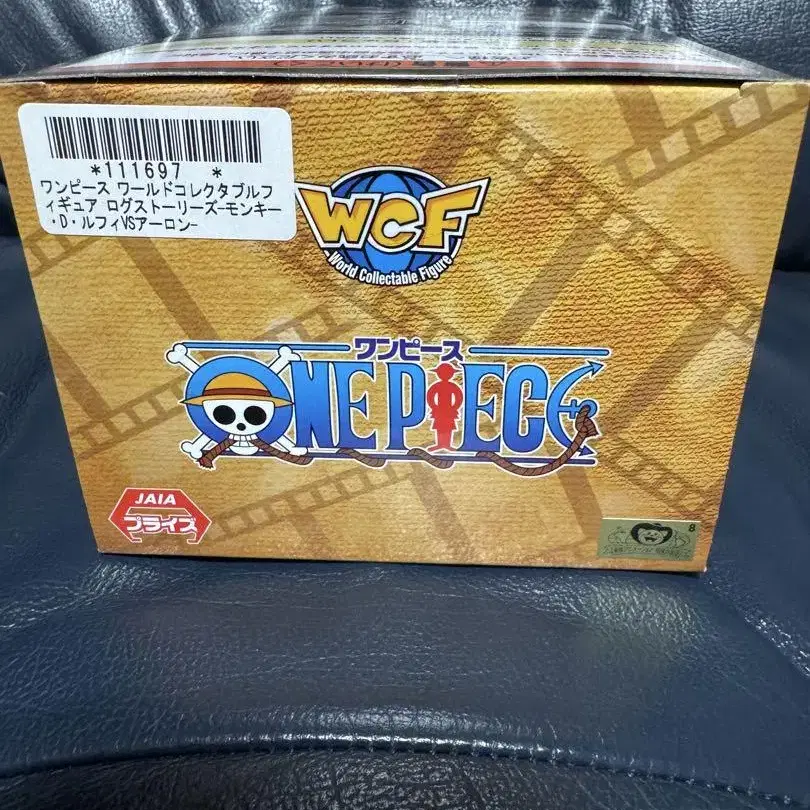 *111697 *
ワンピース ワールドコレクタブルフ
ィギュア ログストーリーズ-モンキー
・D・ルフィVSアーロン-
WCF
World Collectable Figure
ワンピース
ONE PIECE
JAIA
プライズ
8